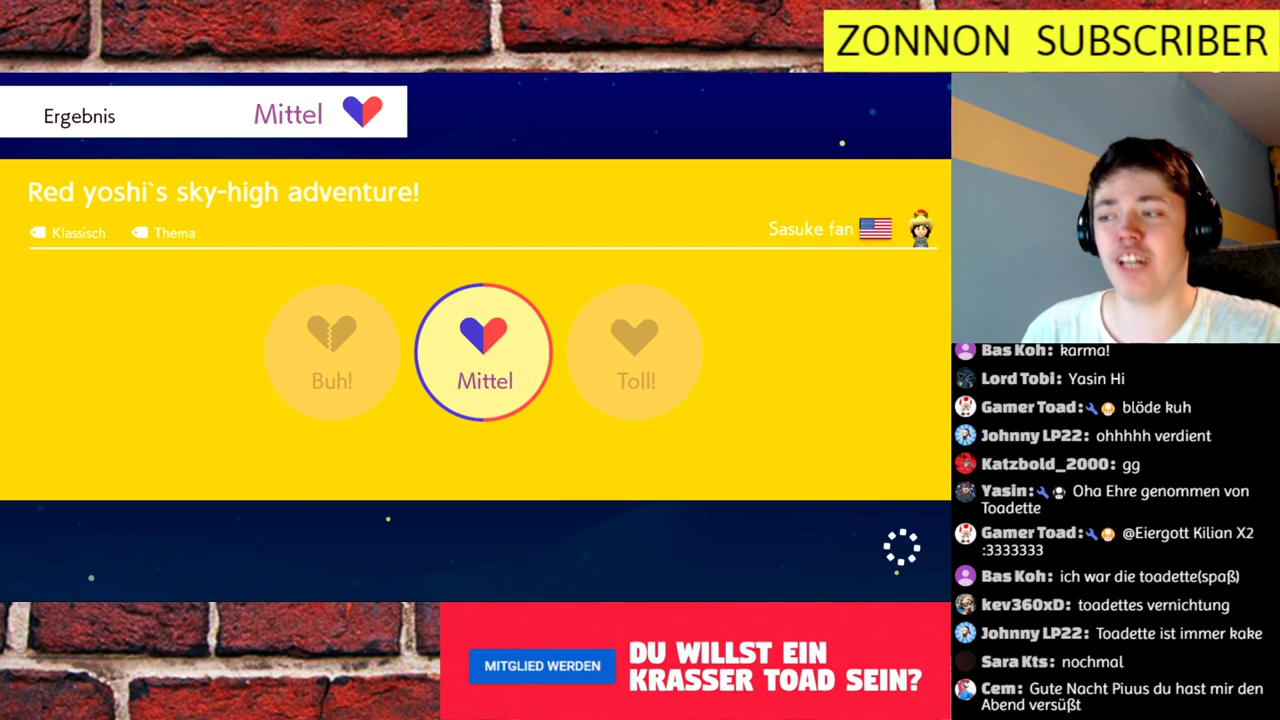 ZONNON SUBSCRIBER
Ergebnis
Mittel
Red yoshi`s sky-high adventure!
Klassisch
Thema
Sasuke fan
Buh!
Mittel
Toll!
Bas Koh: karma!
Lord Tobi: Yasin Hi
Gamer Toad: blöde kuh
Johnny LP22: ohhhhh verdient
Katzbold_2000: gg
Yasin: Oha Ehre genommen von
Toadette
Gamer Toad: @Eiergott Kilian X2
:3333333
Bas Koh: ich war die toadette(spaß)
kev360xD: toadettes vernichtung
Johnny LP22: Toadette ist immer kake
Sara Kts: nochmal
Cem: Gute Nacht Piuus du hast mir den
Abend versüßt
MITGLIED WERDEN
DU WILLST EIN
KRASSER TOAD SEIN?